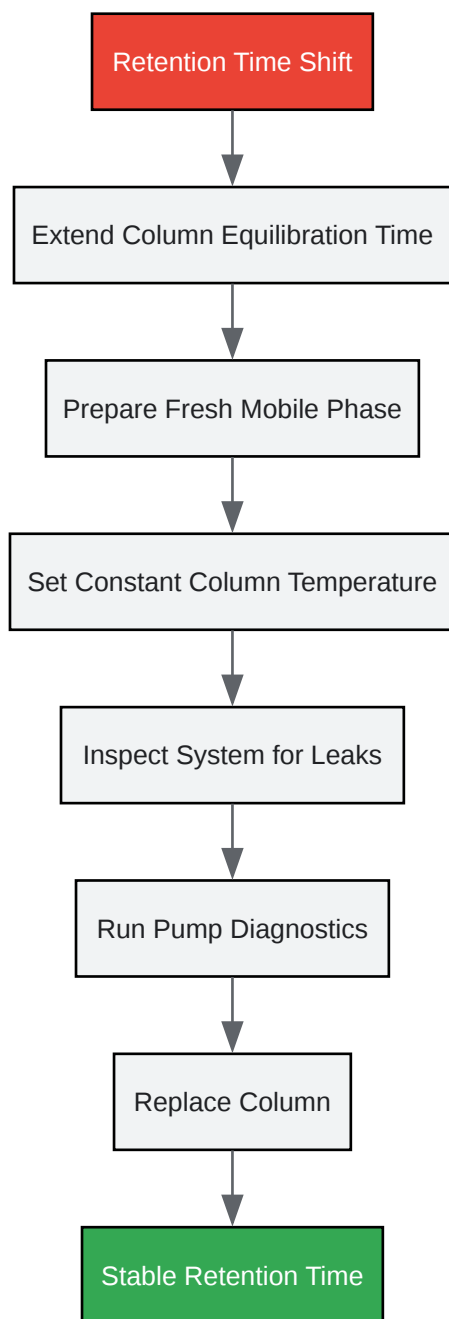 Retention Time Shift
Extend Column Equilibration Time
Prepare Fresh Mobile Phase
Set Constant Column Temperature
Inspect System for Leaks
Run Pump Diagnostics
Replace Column
Stable Retention Time